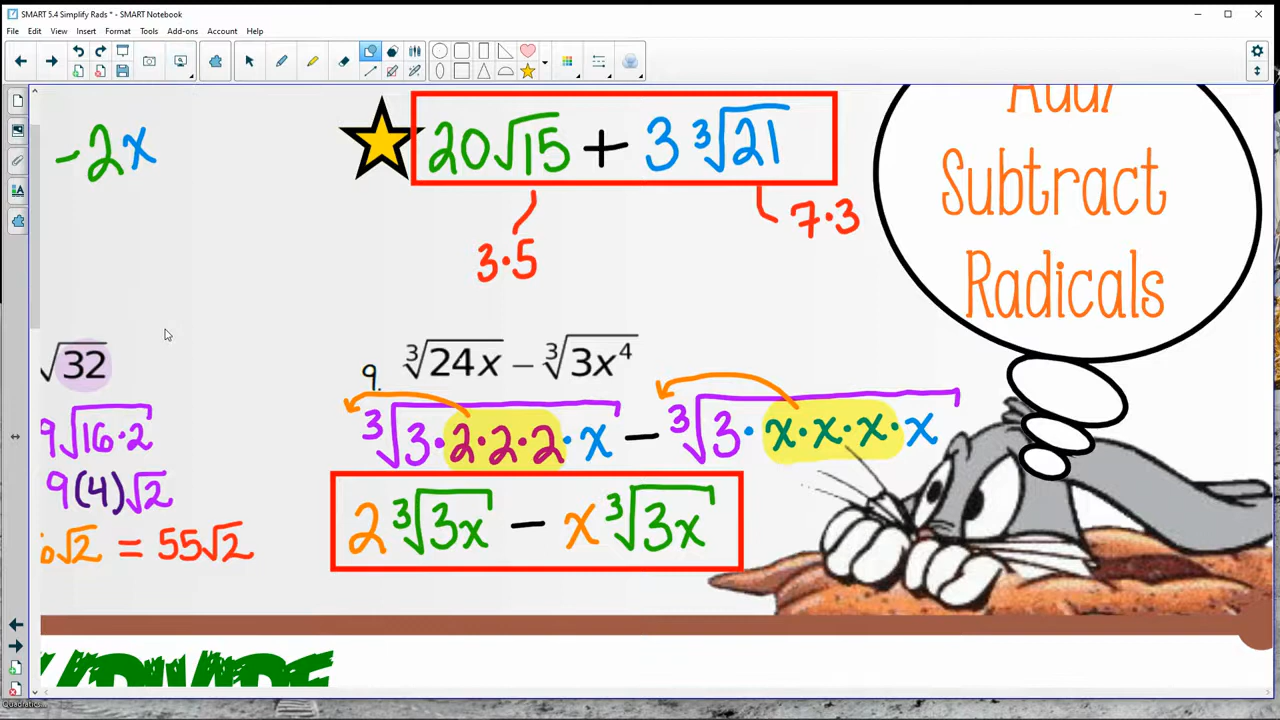 SMART 5.4 Simplify Rads * - SMART Notebook
File Edit View Insert Format Tools Add-ons Account Help
-2x
20√15 + 3∛21
3·5
7·3
Subtract
Radicals
√32
9√16·2
9(4)√2
√2 = 55√2
9. ∛24x − ∛3x⁴
∛3·2·2·2·x − ∛3·x·x·x·x
2∛3x − x∛3x
Quadratics...